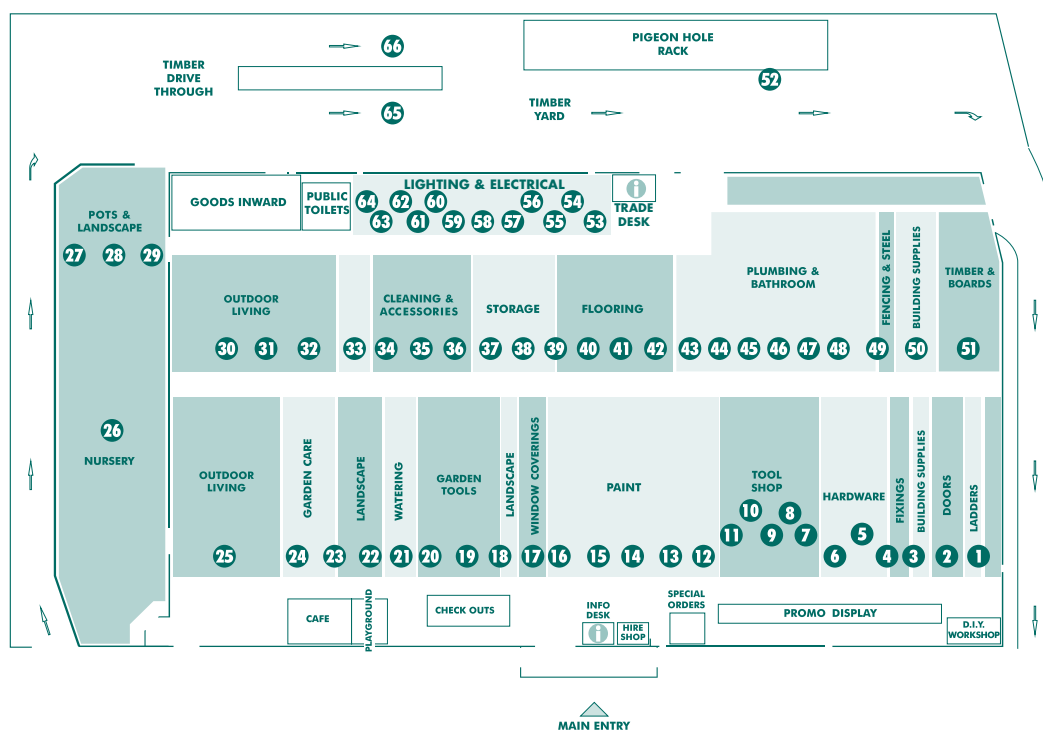 66
PIGEON HOLE
RACK
TIMBER
DRIVE
THROUGH
52
65
TIMBER
YARD
GOODS INWARD
PUBLIC
TOILETS
LIGHTING & ELECTRICAL
64 62 60 56 54
63 61 59 58 57 55 53
i
TRADE
DESK
POTS &
LANDSCAPE
27 28 29
OUTDOOR
LIVING
30 31 32
33
CLEANING &
ACCESSORIES
34 35 36
STORAGE
37 38
39
FLOORING
40 41 42
PLUMBING &
BATHROOM
43 44 45 46 47 48
FENCING & STEEL
49
BUILDING SUPPLIES
50
TIMBER &
BOARDS
51
26
NURSERY
OUTDOOR
LIVING
25
GARDEN CARE
24
23
LANDSCAPE
22
WATERING
21
GARDEN
TOOLS
20 19 18
LANDSCAPE
WINDOW COVERINGS
17
PAINT
16 15 14 13 12
TOOL
SHOP
10 8
11 9 7
HARDWARE
5
6
4
FIXINGS
BUILDING SUPPLIES
3
DOORS
2
LADDERS
1
CAFE
PLAYGROUND
CHECK OUTS
INFO
DESK
i
HIRE
SHOP
SPECIAL
ORDERS
PROMO DISPLAY
D.I.Y.
WORKSHOP
MAIN ENTRY